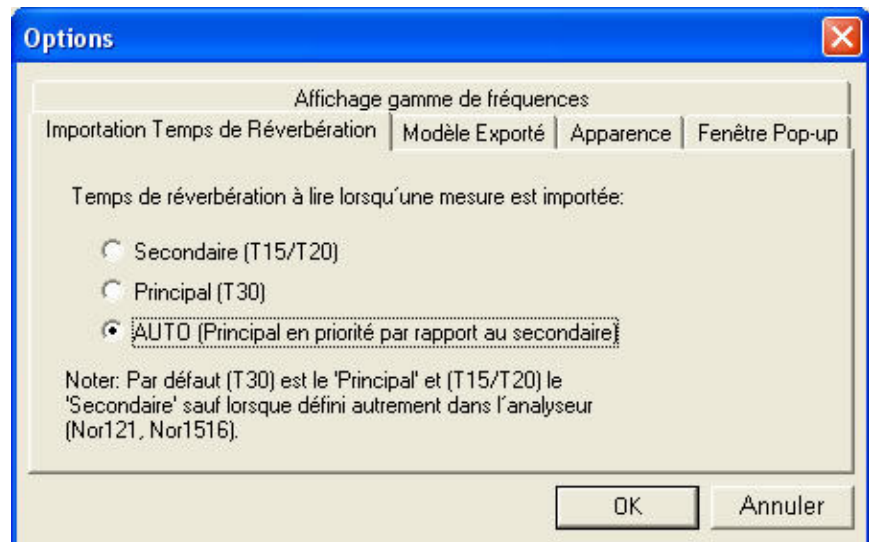 Options
Affichage gamme de fréquences
Importation Temps de Réverbération
Modèle Exporté
Apparence
Fenêtre Pop-up
Temps de réverbération à lire lorsqu´une mesure est importée:
Secondaire (T15/T20)
Principal (T30)
AUTO (Principal en priorité par rapport au secondaire)
Noter: Par défaut (T30) est le 'Principal' et (T15/T20) le
'Secondaire' sauf lorsque défini autrement dans l´analyseur
(Nor121, Nor1516).
OK
Annuler